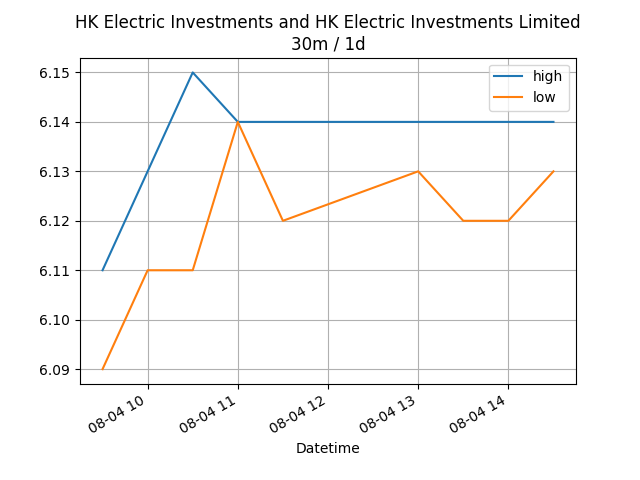 HK Electric Investments and HK Electric Investments Limited
30m / 1d
high
low
6.15
6.14
6.13
6.12
6.11
6.10
6.09
08-04 10
08-04 11
08-04 12
08-04 13
08-04 14
Datetime